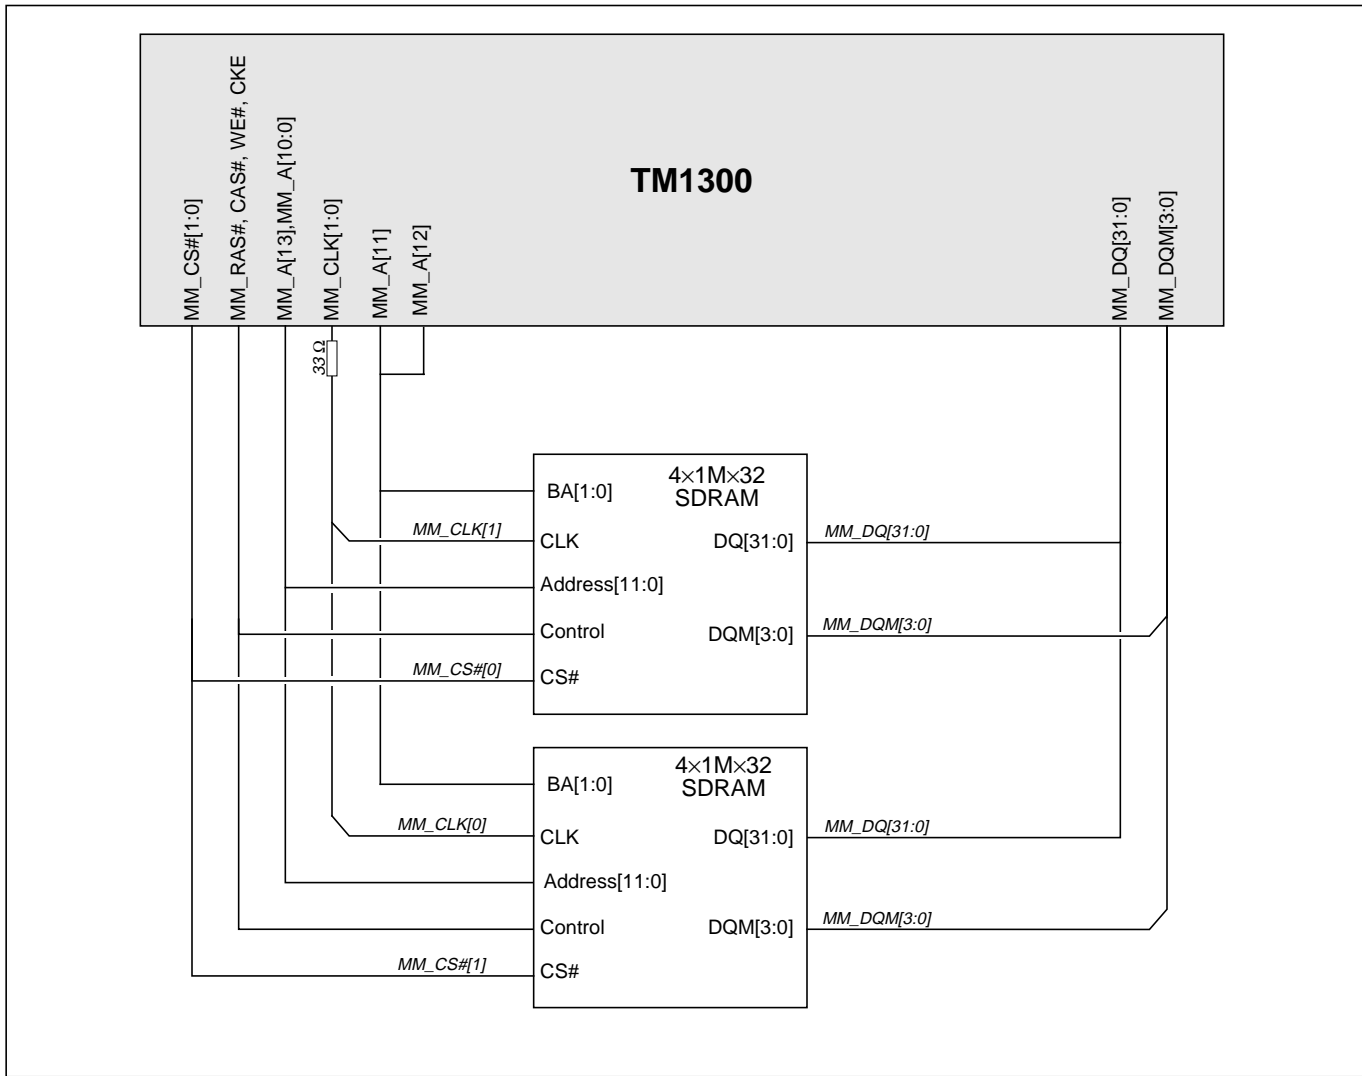 TM1300
MM_CS#[1:0]
MM_RAS#, CAS#, WE#, CKE
MM_A[13],MM_A[10:0]
MM_CLK[1:0]
MM_A[11]
MM_A[12]
MM_DQ[31:0]
MM_DQM[3:0]
33 Ω
4×1M×32
SDRAM
BA[1:0]
MM_CLK[1]
CLK
DQ[31:0]
MM_DQ[31:0]
Address[11:0]
Control
DQM[3:0]
MM_DQM[3:0]
MM_CS#[0]
CS#
4×1M×32
SDRAM
BA[1:0]
MM_CLK[0]
CLK
DQ[31:0]
MM_DQ[31:0]
Address[11:0]
Control
DQM[3:0]
MM_DQM[3:0]
MM_CS#[1]
CS#